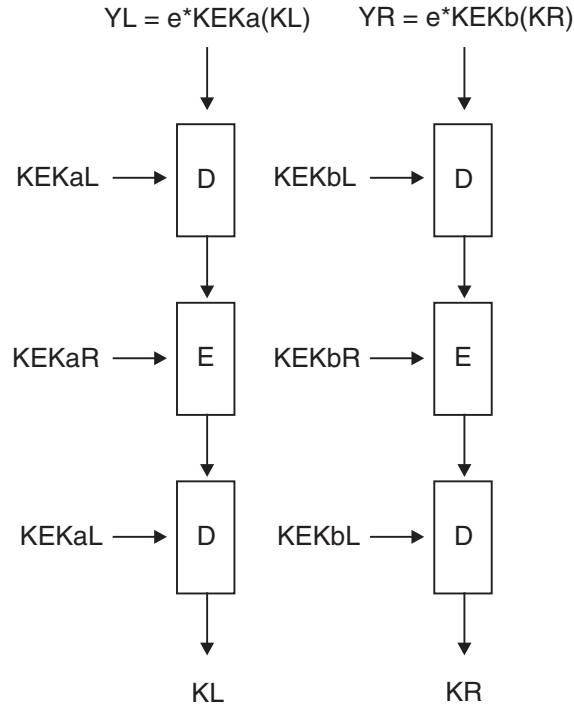 YL = e*KEKa(KL)
YR = e*KEKb(KR)
KEKaL
D
KEKbL
D
KEKaR
E
KEKbR
E
KEKaL
D
KEKbL
D
KL
KR